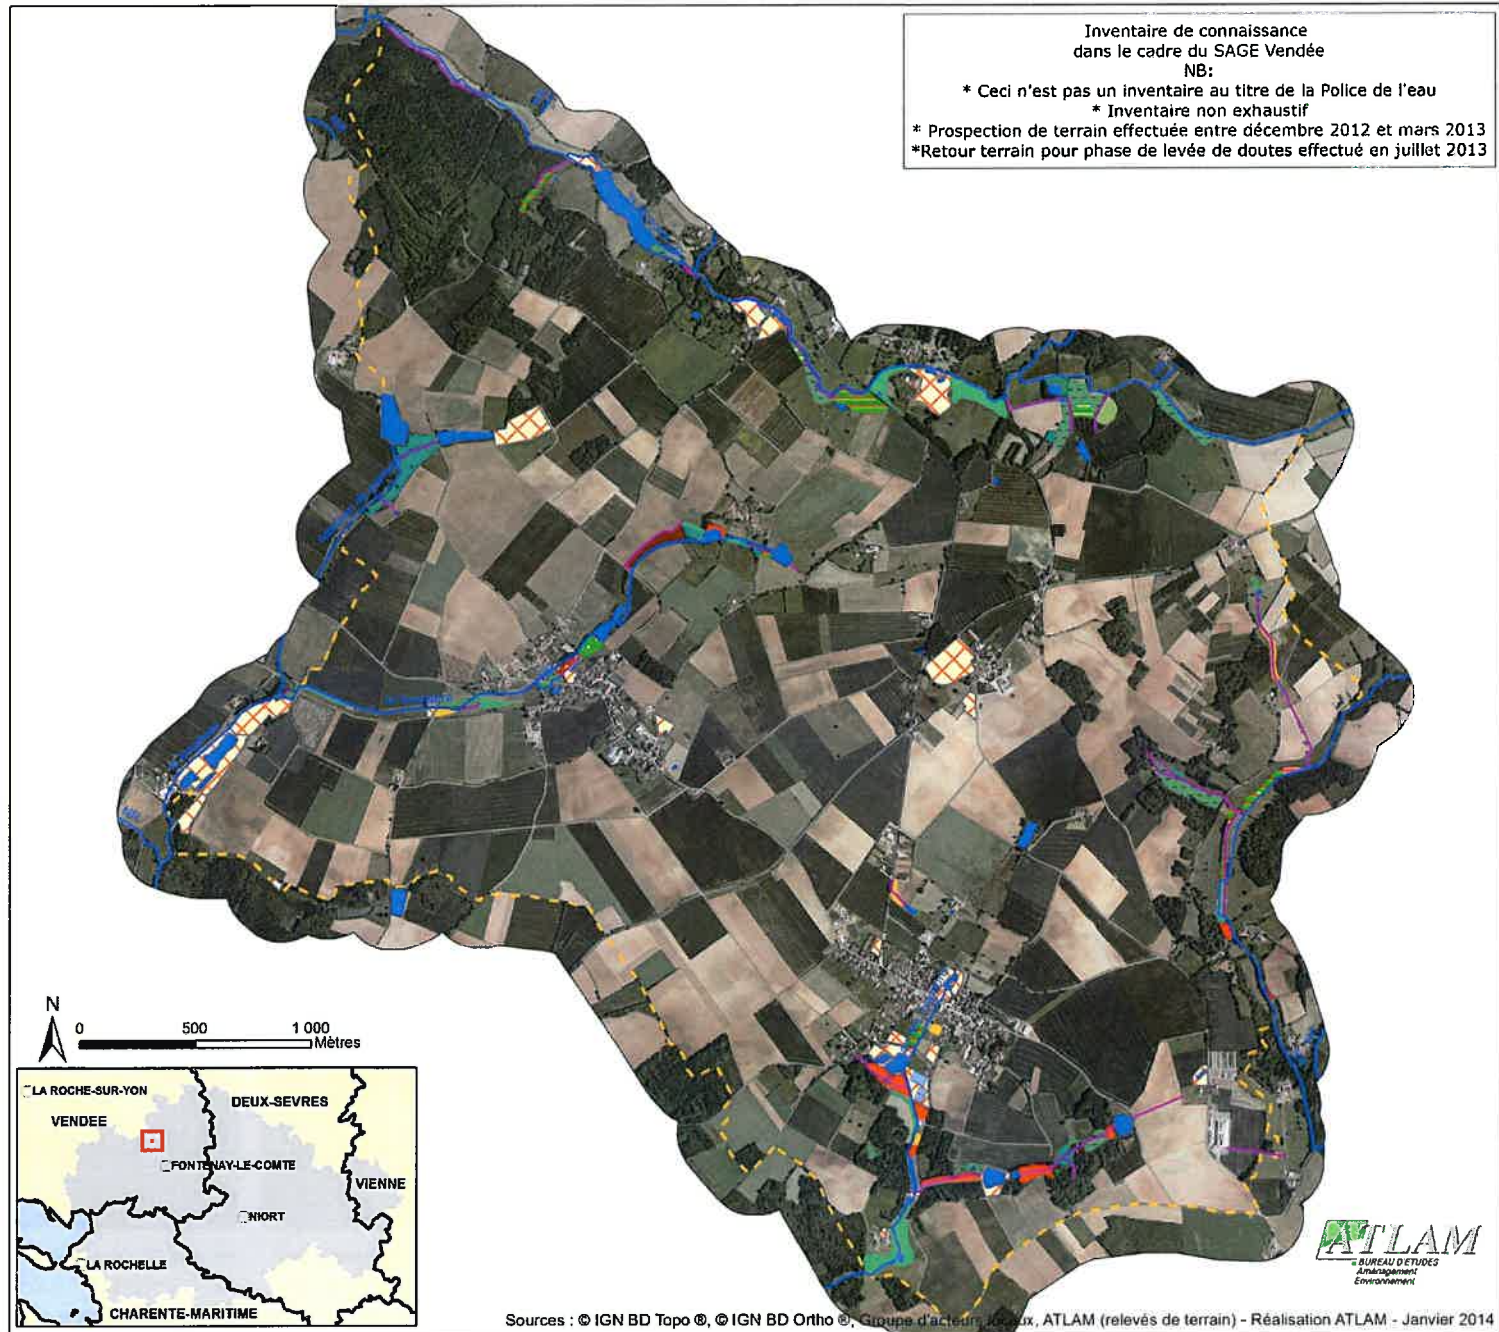 Inventaire de connaissance
dans le cadre du SAGE Vendée
NB:
* Ceci n'est pas un inventaire au titre de la Police de l'eau
* Inventaire non exhaustif
* Prospection de terrain effectuée entre décembre 2012 et mars 2013
*Retour terrain pour phase de levée de doutes effectué en juillet 2013
N
0 500 1 000
Mètres
LA ROCHE-SUR-YON
VENDEE
DEUX-SEVRES
FONTENAY-LE-COMTE
VIENNE
NIORT
LA ROCHELLE
CHARENTE-MARITIME
ATLAM
BUREAU D'ETUDES
Aménagement
Environnement
Sources : © IGN BD Topo ®, © IGN BD Ortho ®, Groupe d'acteurs locaux, ATLAM (relevés de terrain) - Réalisation ATLAM - Janvier 2014